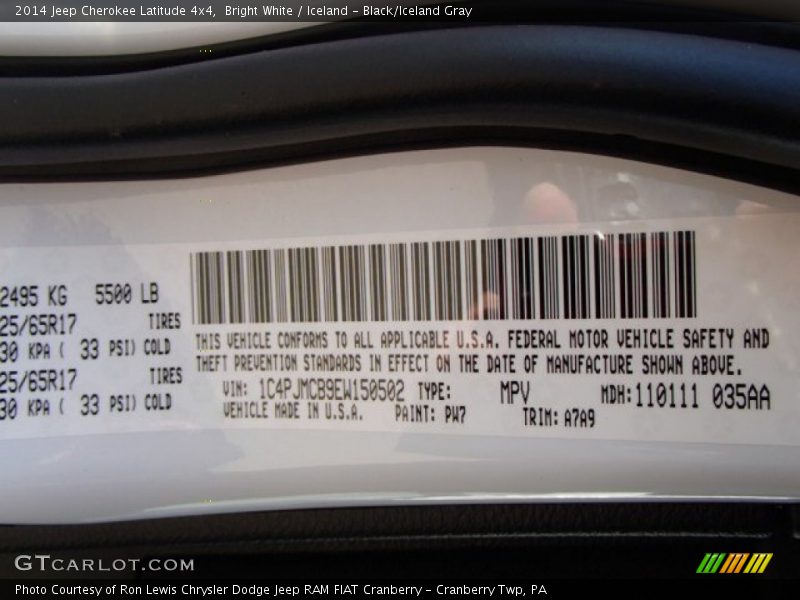 2014 Jeep Cherokee Latitude 4x4, Bright White / Iceland - Black/Iceland Gray
2495 KG 5500 LB
25/65R17 TIRES
30 KPA ( 33 PSI) COLD
25/65R17 TIRES
30 KPA ( 33 PSI) COLD
THIS VEHICLE CONFORMS TO ALL APPLICABLE U.S.A. FEDERAL MOTOR VEHICLE SAFETY AND
THEFT PREVENTION STANDARDS IN EFFECT ON THE DATE OF MANUFACTURE SHOWN ABOVE.
VIN: 1C4PJMCB9EW150502 TYPE: MPV MDH:110111 035AA
VEHICLE MADE IN U.S.A. PAINT: PW7 TRIM: A7A9
GTCARLOT.COM
Photo Courtesy of Ron Lewis Chrysler Dodge Jeep RAM FIAT Cranberry - Cranberry Twp, PA